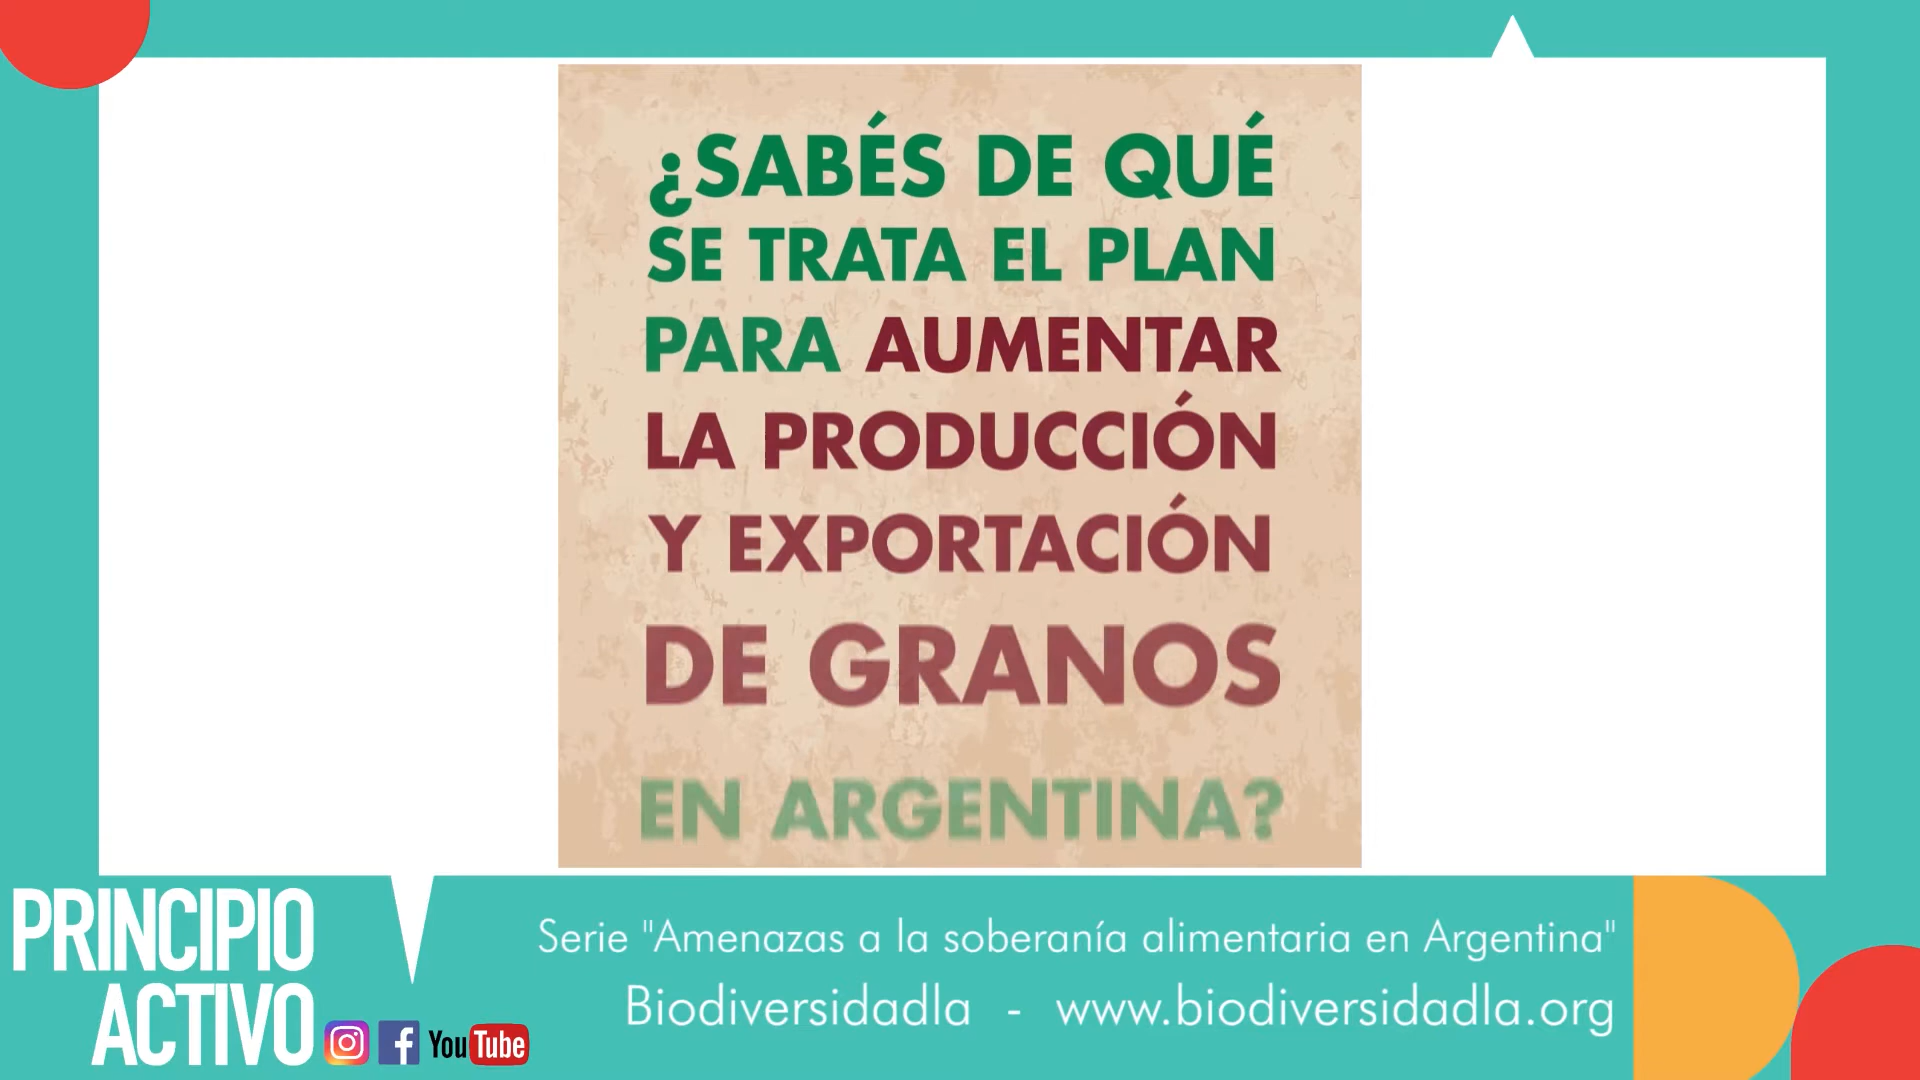 ¿SABÉS DE QUÉ
SE TRATA EL PLAN
PARA AUMENTAR
LA PRODUCCIÓN
Y EXPORTACIÓN
DE GRANOS
EN ARGENTINA?
PRINCIPIO
ACTIVO
YouTube
Serie "Amenazas a la soberanía alimentaria en Argentina"
Biodiversidadla - www.biodiversidadla.org